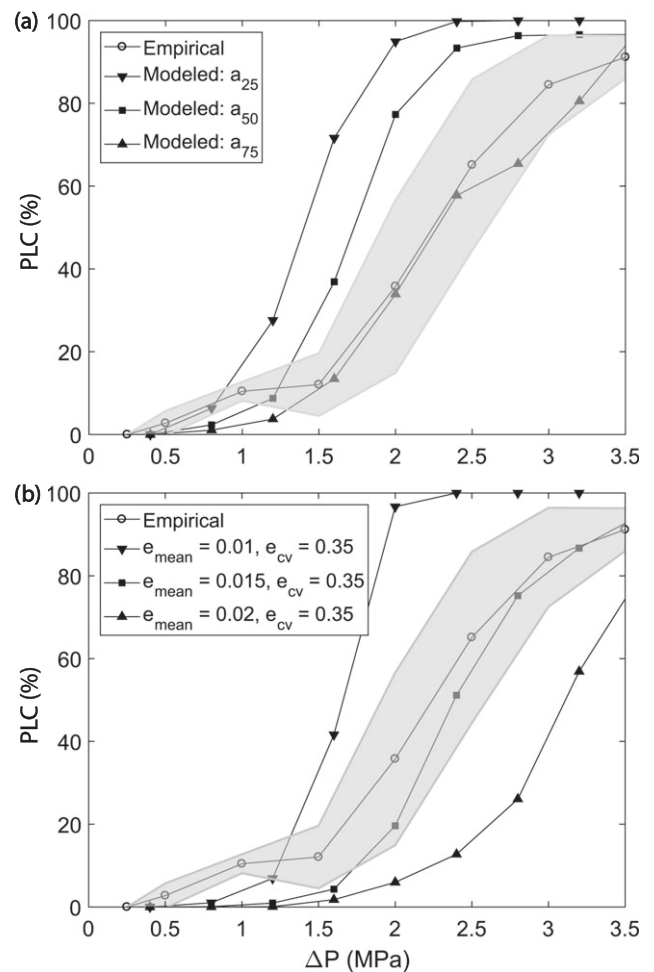 (a)
100
80
60
40
20
0
PLC (%)
Empirical
Modeled: a25
Modeled: a50
Modeled: a75
0 0.5 1 1.5 2 2.5 3 3.5
(b)
100
80
60
40
20
0
PLC (%)
Empirical
emean = 0.01, ecv = 0.35
emean = 0.015, ecv = 0.35
emean = 0.02, ecv = 0.35
0 0.5 1 1.5 2 2.5 3 3.5
ΔP (MPa)